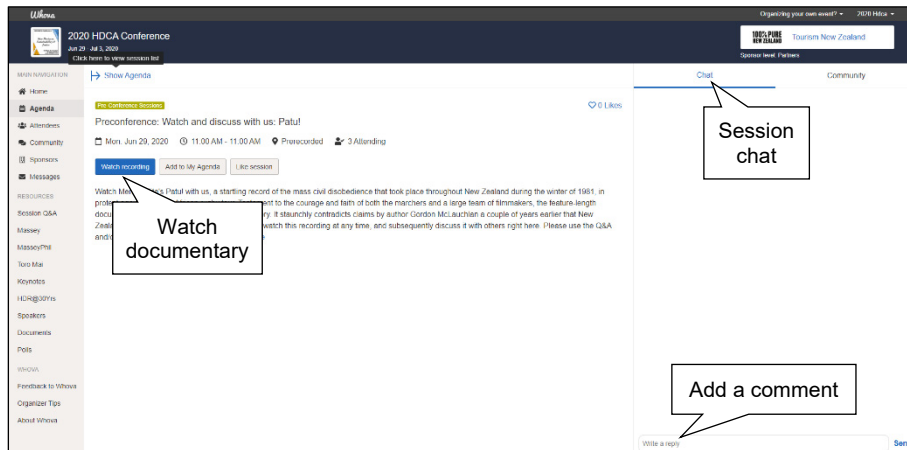 Whova
Organizing your own event?
2020 Hdca
2020 HDCA Conference
Jun 29 - Jul 3, 2020
Click here to view session list
100% PURE
NEW ZEALAND
Tourism New Zealand
Sponsor level: Partners
MAIN NAVIGATION
Home
Agenda
Attendees
Community
Sponsors
Messages
RESOURCES
Session Q&A
Massey
MasseyPhil
Toro Mai
Keynotes
HDR@30Yrs
Speakers
Documents
Polls
WHOVA
Feedback to Whova
Organizer Tips
About Whova
Show Agenda
Pre Conference Sessions
0 Likes
Preconference: Watch and discuss with us: Patu!
Mon. Jun 29, 2020 11:00 AM - 11:00 AM Prerecorded 3 Attending
Watch recording
Add to My Agenda
Like session
Watch Patu! with us, a startling record of the mass civil disobedience that took place throughout New Zealand during the winter of 1981, in
to the courage and faith of both the marchers and a large team of filmmakers, the feature-length
It staunchly contradicts claims by author Gordon McLauchlan a couple of years earlier that New
watch this recording at any time, and subsequently discuss it with others right here. Please use the Q&A
Watch
documentary
Chat
Community
Session
chat
Add a comment
Write a reply